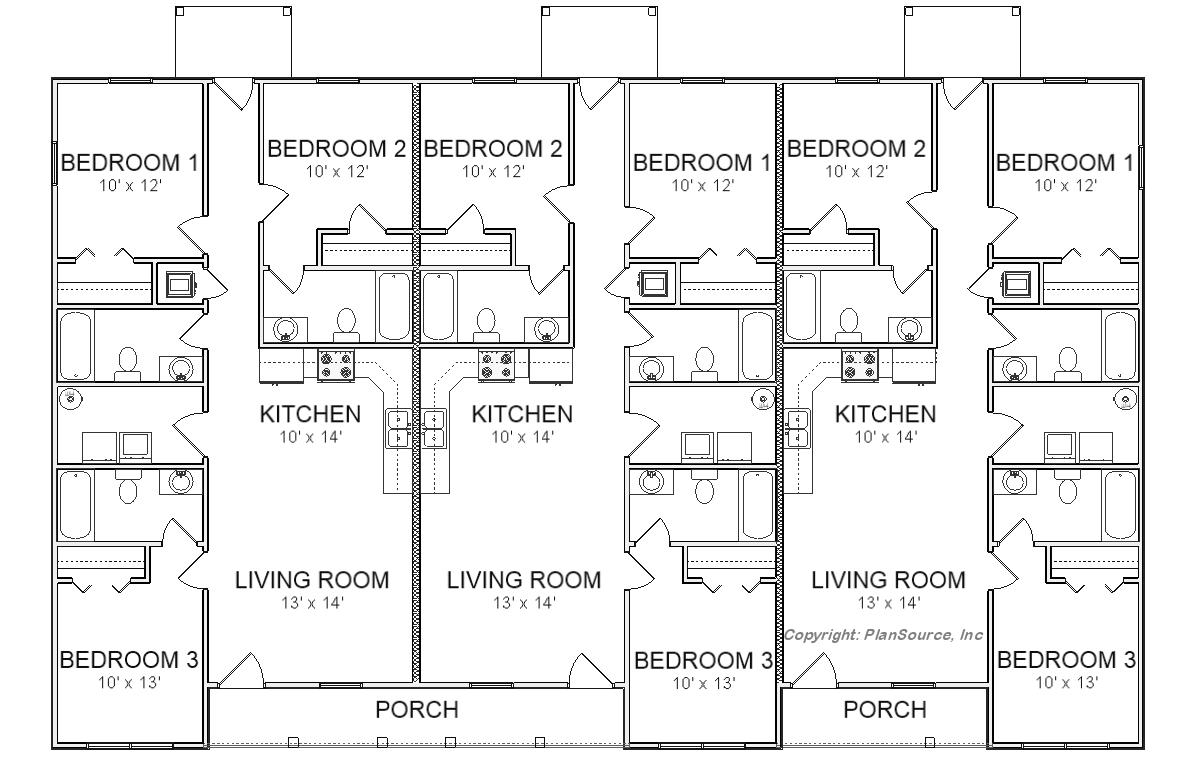 BEDROOM 2
10' x 12'
BEDROOM 2
10' x 12'
BEDROOM 2
10' x 12'
BEDROOM 1
10' x 12'
BEDROOM 1
10' x 12'
BEDROOM 1
10' x 12'
KITCHEN
10' x 14'
KITCHEN
10' x 14'
KITCHEN
10' x 14'
LIVING ROOM
13' x 14'
LIVING ROOM
13' x 14'
LIVING ROOM
13' x 14'
Copyright: PlanSource, Inc
BEDROOM 3
10' x 13'
BEDROOM 3
10' x 13'
BEDROOM 3
10' x 13'
PORCH
PORCH